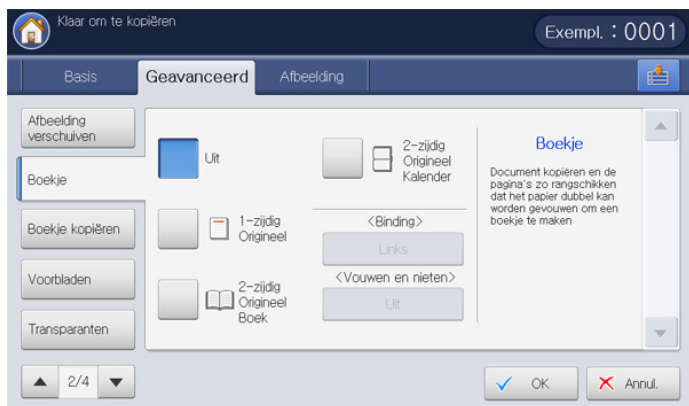 Klaar om te kopiëren
Exempl. : 0001
Basis
Geavanceerd
Afbeelding
Afbeelding
verschuiven
Boekje
Boekje kopiëren
Voorbladen
Transparanten
2/4
Uit
1-zijdig
Origineel
2-zijdig
Origineel
Boek
2-zijdig
Origineel
Kalender
<Binding>
Links
<Vouwen en nieten>
Uit
Boekje
Document kopiëren en de
pagina's zo rangschikken
dat het papier dubbel kan
worden gevouwen om een
boekje te maken
OK
Annul.